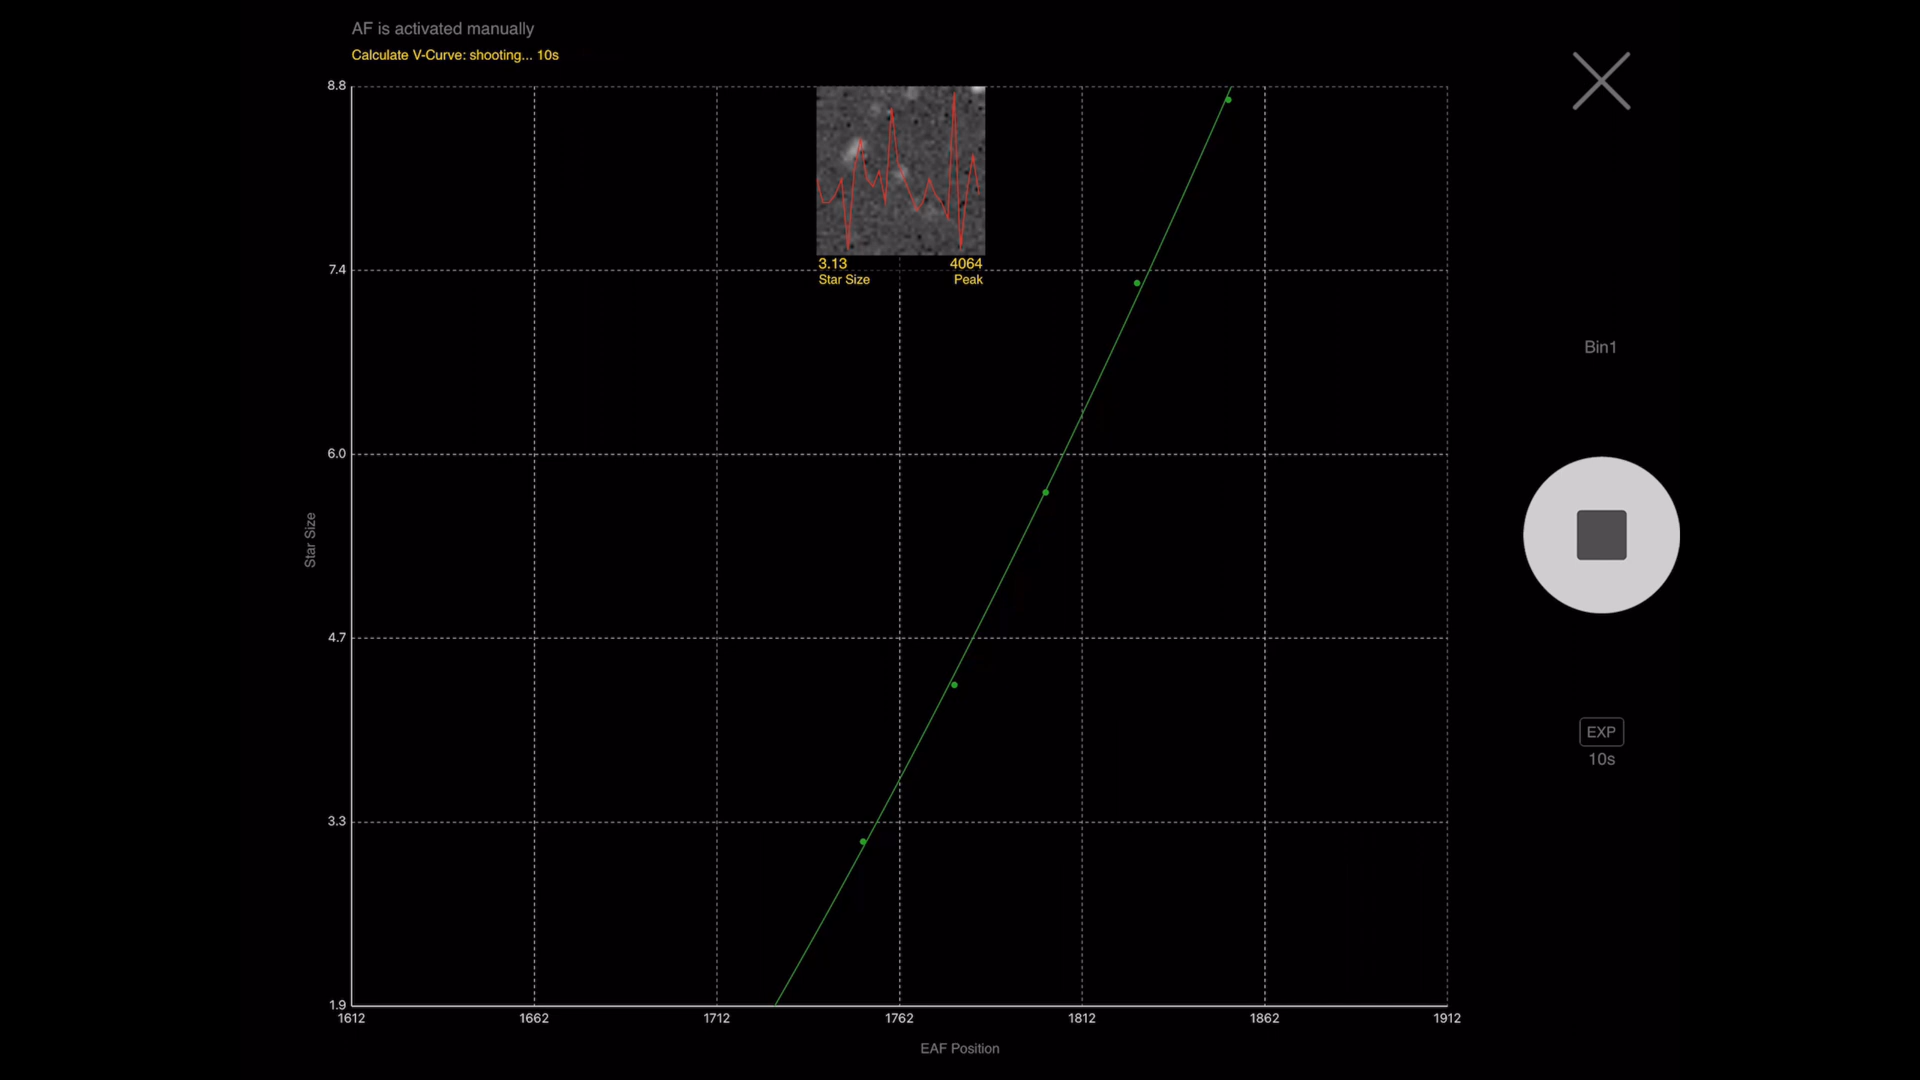 AF is activated manually
Calculate V-Curve: shooting... 10s
8.8
7.4
6.0
4.7
3.3
1.9
Star Size
3.13 4064
Star Size Peak
1612 1662 1712 1762 1812 1862 1912
EAF Position
Bin1
EXP
10s